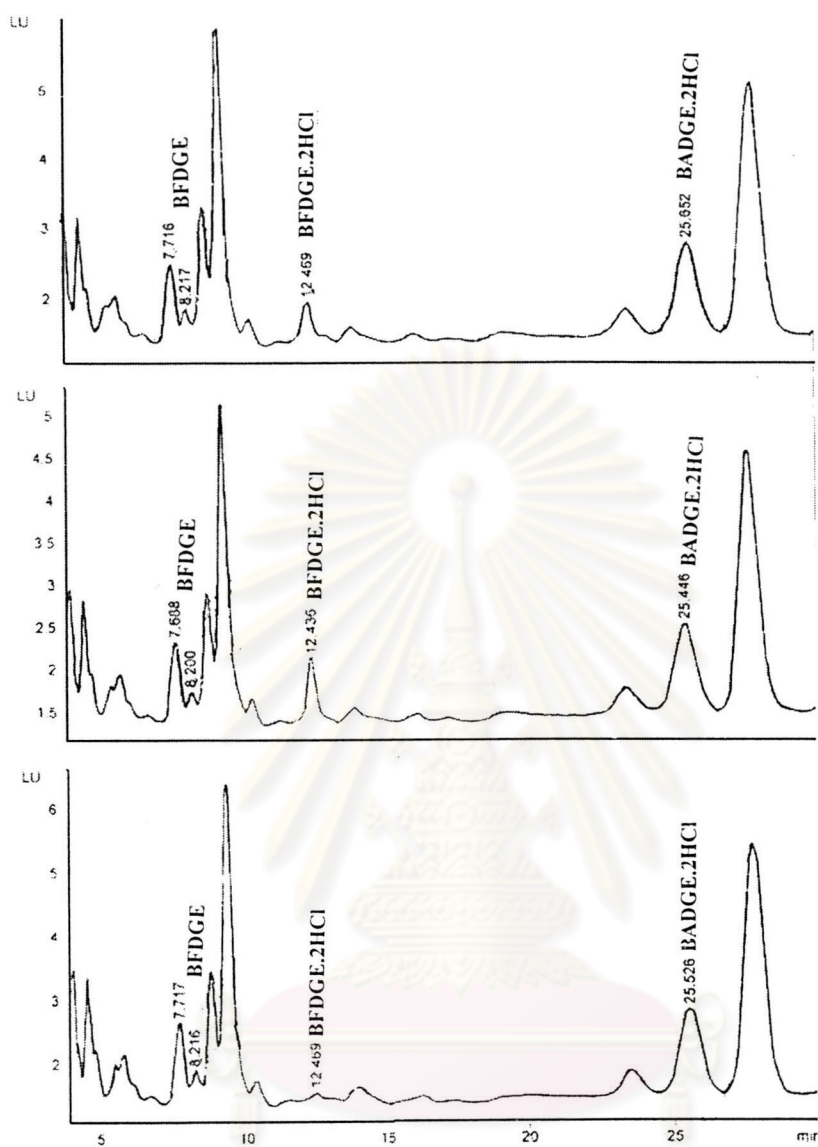 LU
5
4
3
2
7.716
BFDGE
8.217
12.469
BFDGE.2HCl
25.652
BADGE.2HCl
LU
5
4.5
4
3.5
3
2.5
2
1.5
7.688
BFDGE
8.200
12.436 BFDGE.2HCl
25.446 BADGE.2HCl
LU
6
5
4
3
2
7.717
BFDGE
8.216
12.469 BFDGE.2HCl
25.526 BADGE.2HCl
5 10 15 20 25 min